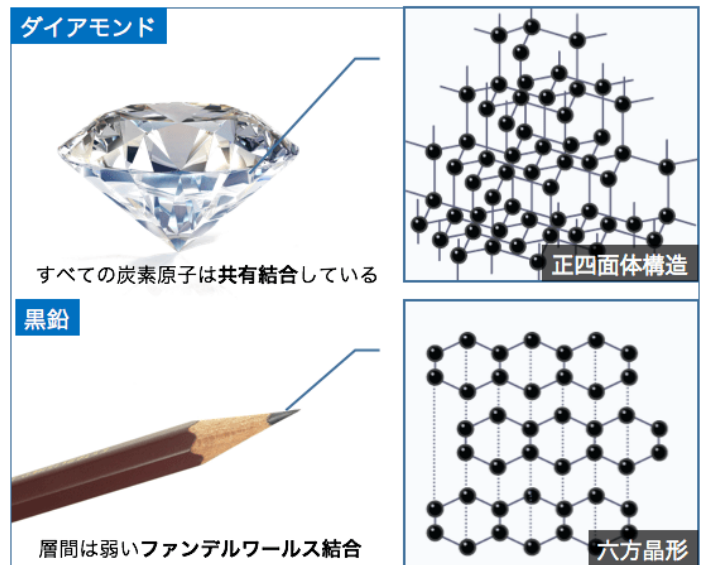 ダイアモンド
すべての炭素原子は共有結合している
正四面体構造
黒鉛
層間は弱いファンデルワールス結合
六方晶形